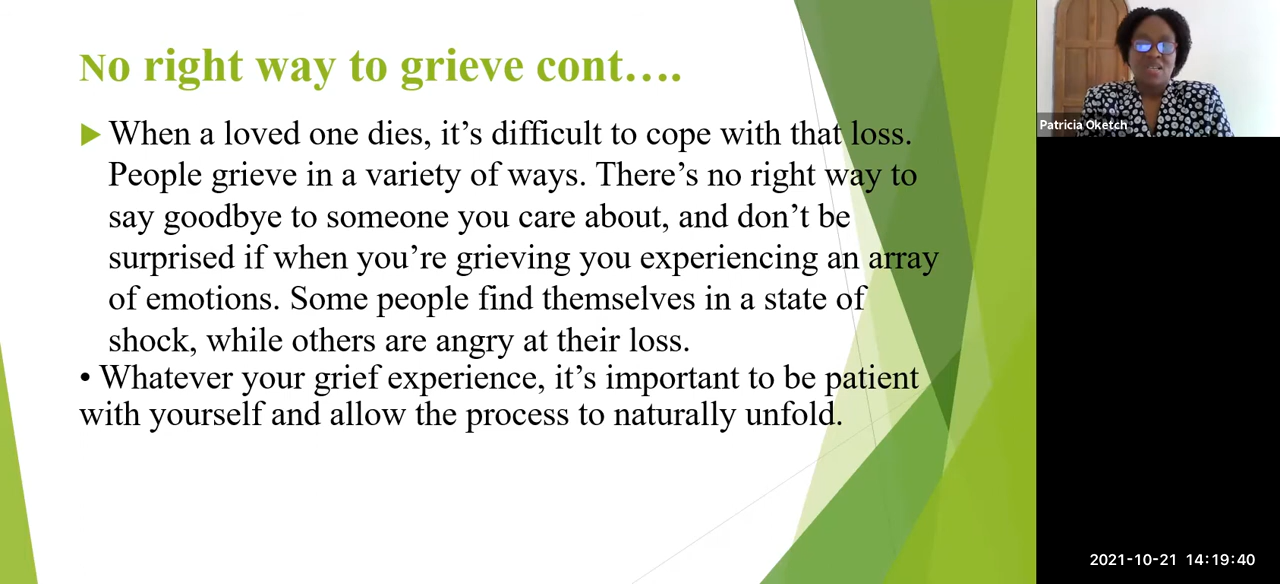 No right way to grieve cont….
When a loved one dies, it’s difficult to cope with that loss.
People grieve in a variety of ways. There’s no right way to
say goodbye to someone you care about, and don’t be
surprised if when you’re grieving you experiencing an array
of emotions. Some people find themselves in a state of
shock, while others are angry at their loss.
• Whatever your grief experience, it’s important to be patient
with yourself and allow the process to naturally unfold.
Patricia Oketch
2021-10-21 14:19:40